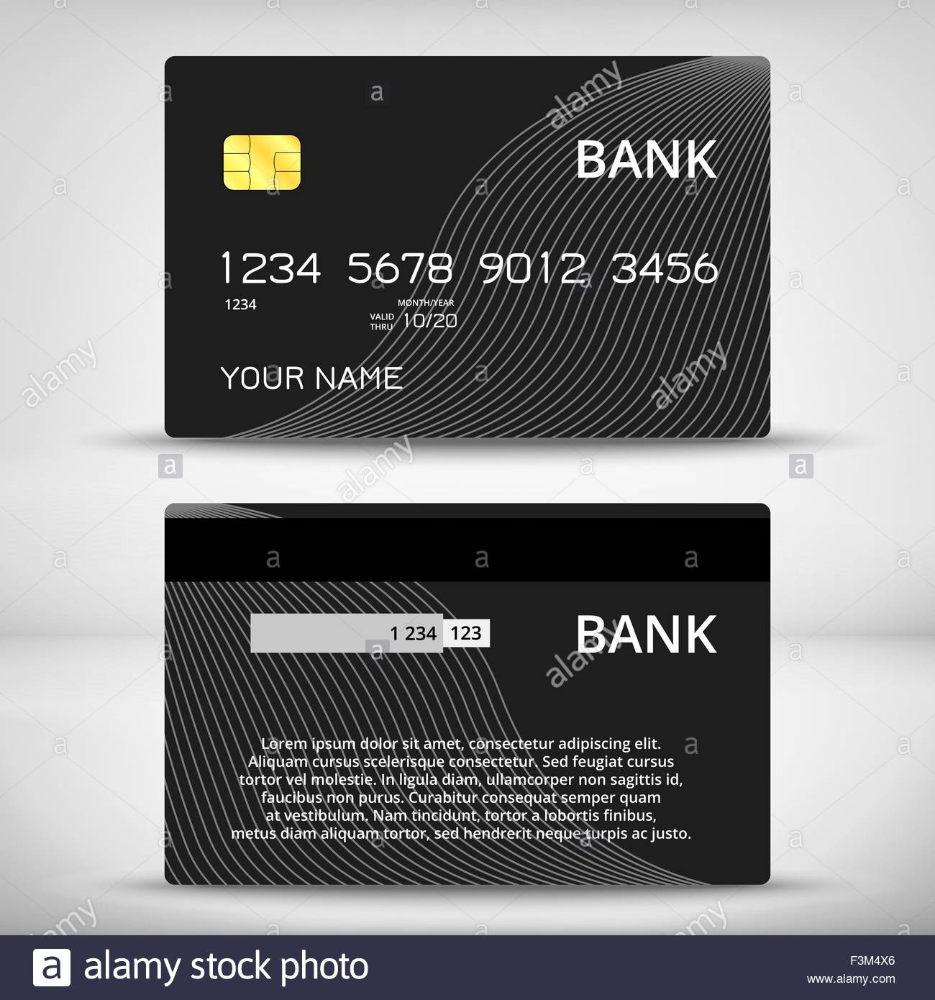 BANK
1234 5678 9012 3456
1234
MONTH/YEAR
VALID THRU 10/20
YOUR NAME
1 234 123
BANK
Lorem ipsum dolor sit amet, consectetur adipiscing elit.
Aliquam cursus scelerisque consectetur. Sed feugiat cursus
tortor vel molestie. In ligula diam, ullamcorper non sagittis id,
faucibus non purus. Curabitur consequat semper quam
at vestibulum. Nam tincidunt, tortor a lobortis finibus,
metus diam aliquam tortor, sed hendrerit neque turpis ac justo.
a alamy stock photo
F3M4X6
www.alamy.com